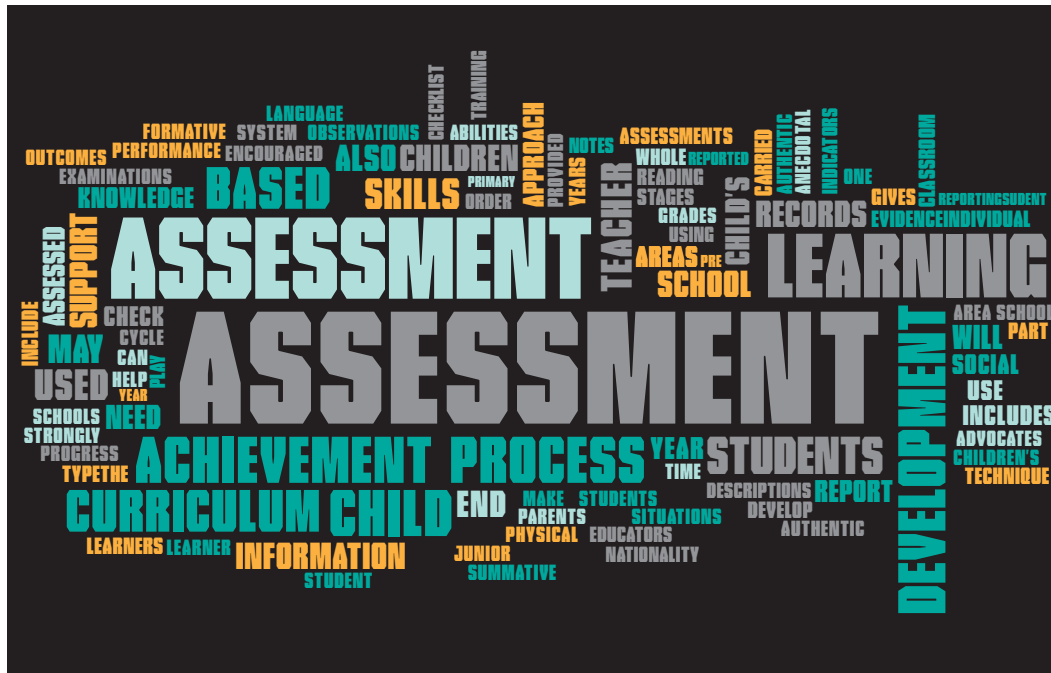 CHECKLIST
TRAINING
LANGUAGE
FORMATIVE SYSTEM OBSERVATIONS ABILITIES
OUTCOMES PERFORMANCE ENCOURAGED ALSO CHILDREN
APPROACH
PROVIDED
YEARS
NOTES ASSESSMENTS
WHOLE REPORTED
READING
STAGES
GRADES
USING
CHILD'S
CARRIED
AUTHENTIC
ANECDOTAL
INDICATORS
ONE
GIVES
CLASSROOM
REPORTINGSUDENT
EXAMINATIONS
KNOWLEDGE BASED SKILLS PRIMARY
ORDER
TEACHER
RECORDS EVIDENCEINDIVIDUAL
AREAS PRE
SCHOOL
LEARNING
ASSESSMENT
INCLUDE
ASSESSED
SUPPORT
CHECK
CYCLE
MAY CAN
PLAY
USED HELP
YEAR
SCHOOLS NEED
STRONGLY
PROGRESS
TYPETHE
ASSESSMENT
DEVELOPMENT
AREA SCHOOL
WILL PART
SOCIAL
USE
INCLUDES
ADVOCATES
CHILDREN'S
TECHNIQUE
ACHIEVEMENT PROCESS YEAR
TIME
STUDENTS
CURRICULUM CHILD END MAKE STUDENTS
PARENTS SITUATIONS
DESCRIPTIONS REPORT
DEVELOP
AUTHENTIC
LEARNERS LEARNER INFORMATION JUNIOR
PHYSICAL EDUCATORS
NATIONALITY
STUDENT SUMMATIVE